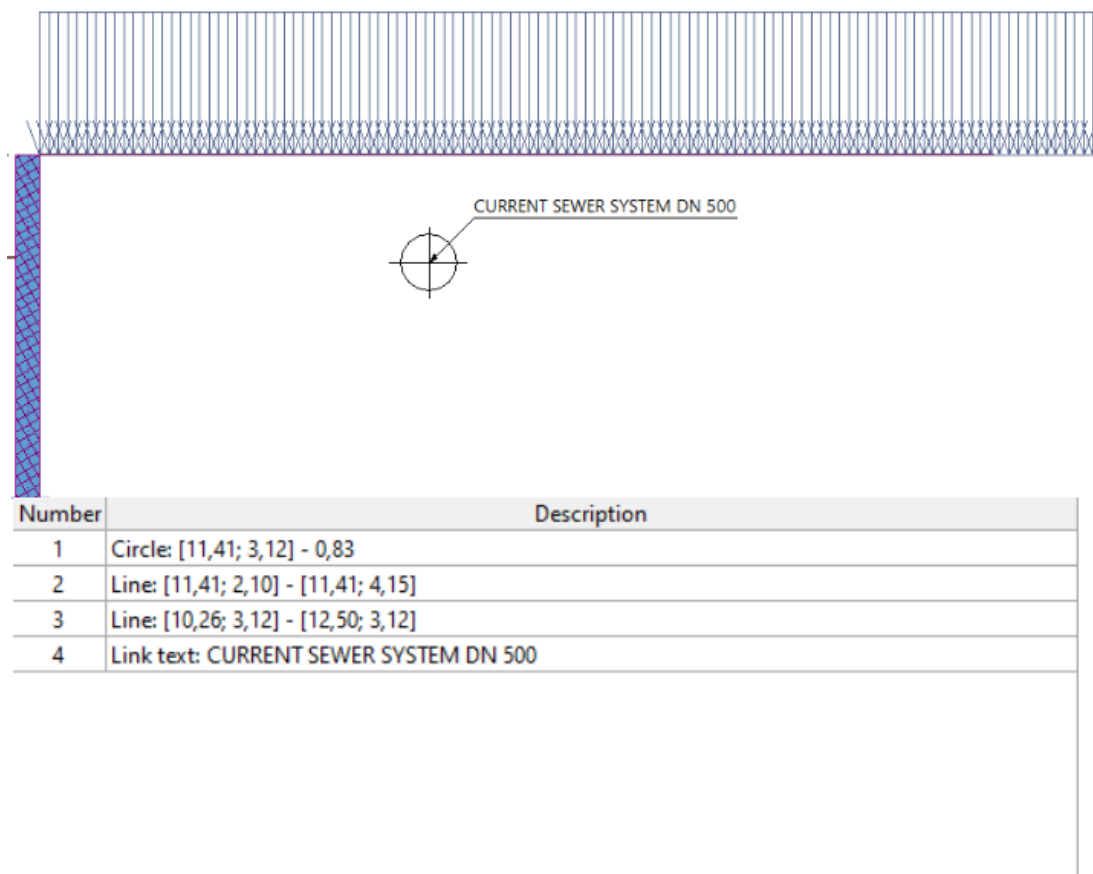 CURRENT SEWER SYSTEM DN 500
Number Description
1 Circle: [11,41; 3,12] - 0,83
2 Line: [11,41; 2,10] - [11,41; 4,15]
3 Line: [10,26; 3,12] - [12,50; 3,12]
4 Link text: CURRENT SEWER SYSTEM DN 500